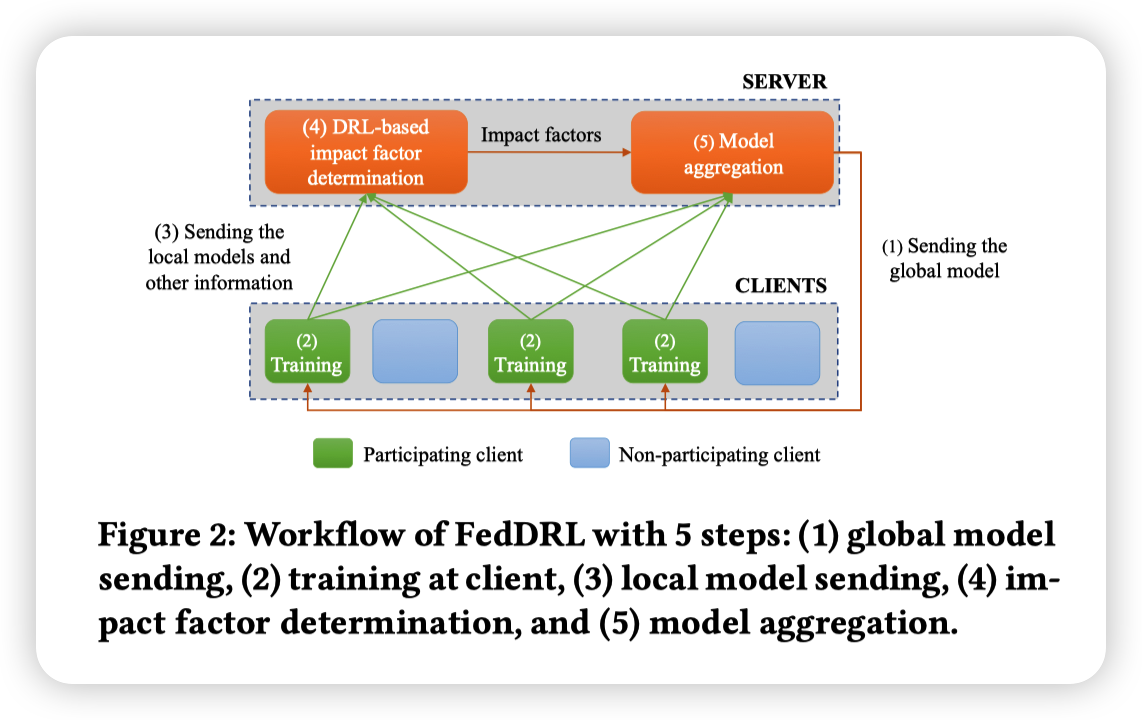 SERVER
(4) DRL-based
impact factor
determination
Impact factors
(5) Model
aggregation
(3) Sending the
local models and
other information
(1) Sending the
global model
CLIENTS
(2)
Training
(2)
Training
(2)
Training
Participating client
Non-participating client
Figure 2: Workflow of FedDRL with 5 steps: (1) global model
sending, (2) training at client, (3) local model sending, (4) im-
pact factor determination, and (5) model aggregation.